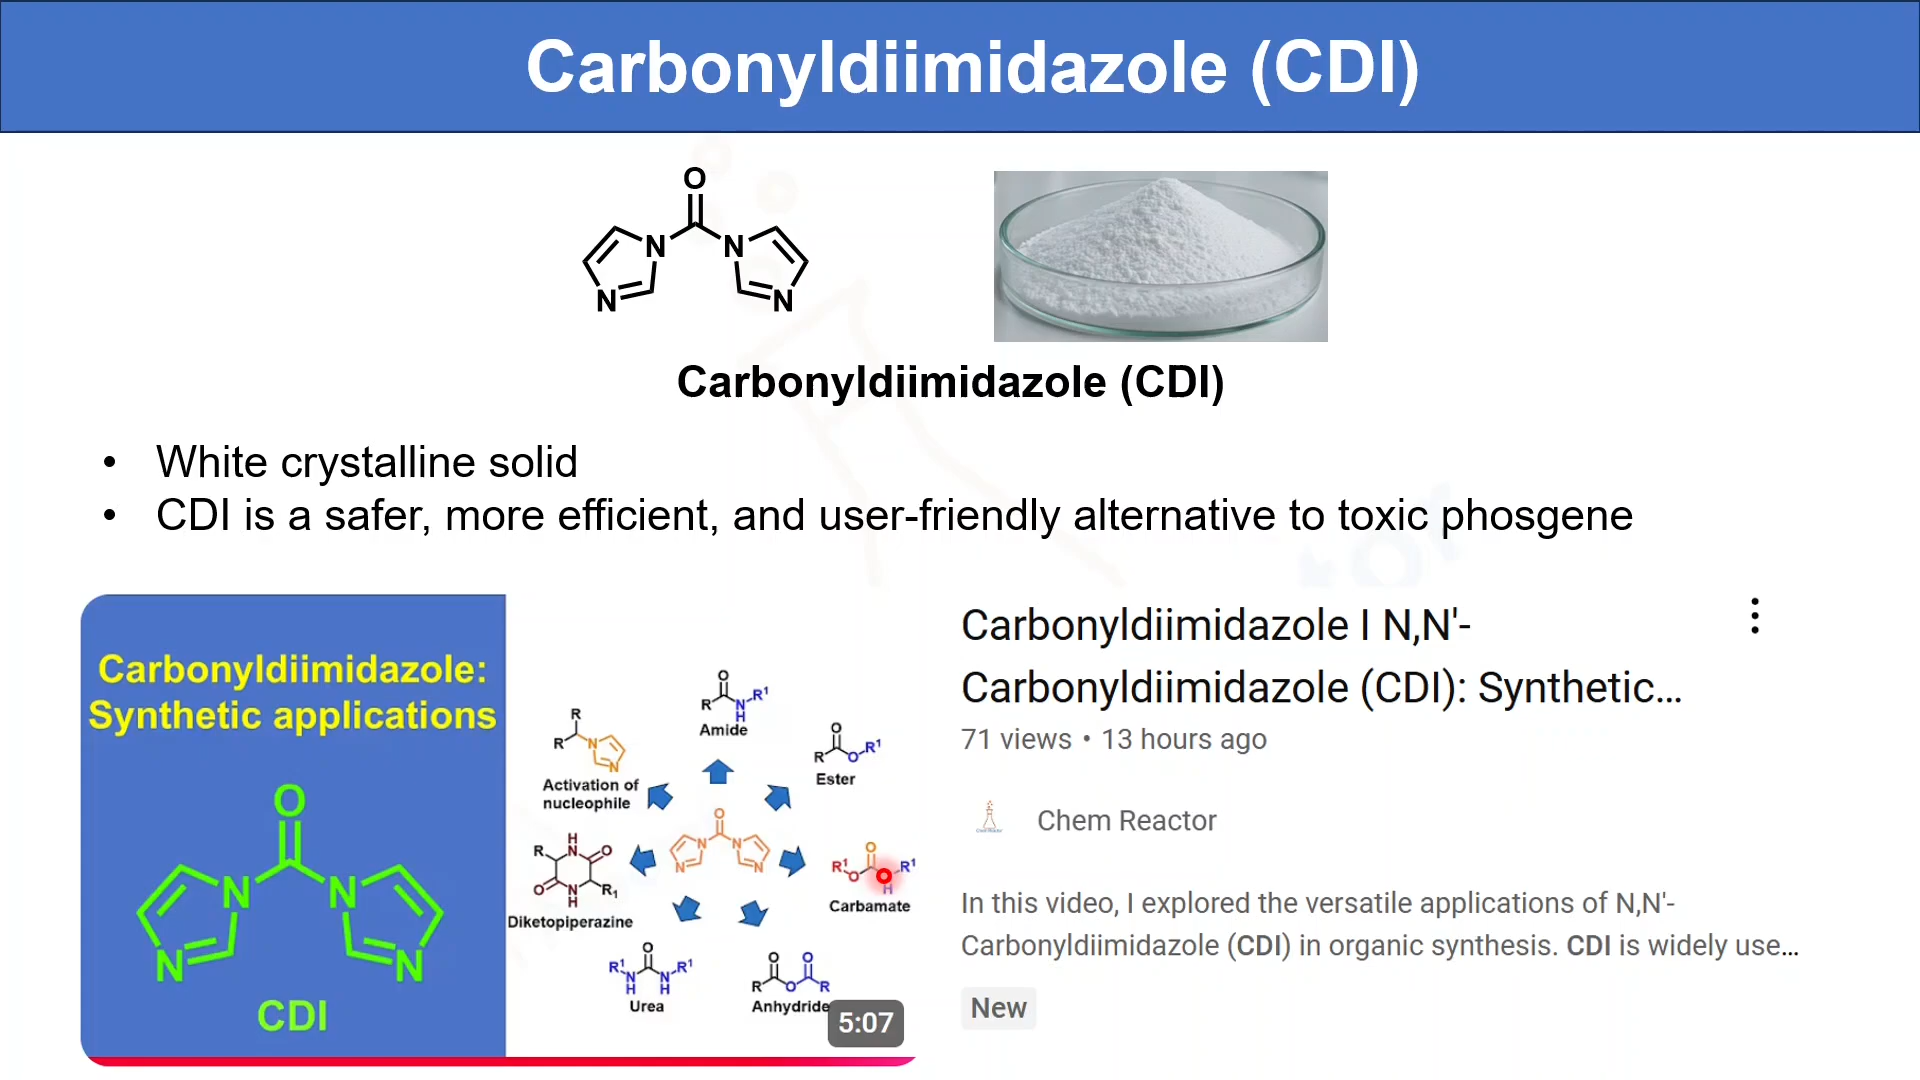 Carbonyldiimidazole (CDI)
O
N N
N N
Carbonyldiimidazole (CDI)
• White crystalline solid
• CDI is a safer, more efficient, and user-friendly alternative to toxic phosgene
Carbonyldiimidazole:
Synthetic applications
O
N N
N N
CDI
O
R N R¹
H
Amide
R
R N
N
Activation of
nucleophile
O
R O R¹
Ester
H
R N O
O N R₁
H
Diketopiperazine
O
N N
N N
O
R¹ O R¹
H
Carbamate
O
R¹ N N R¹
H H
Urea
O O
R O R
Anhydride
5:07
Carbonyldiimidazole I N,N'-
Carbonyldiimidazole (CDI): Synthetic...
71 views • 13 hours ago
Chem Reactor
In this video, I explored the versatile applications of N,N'-
Carbonyldiimidazole (CDI) in organic synthesis. CDI is widely use...
New